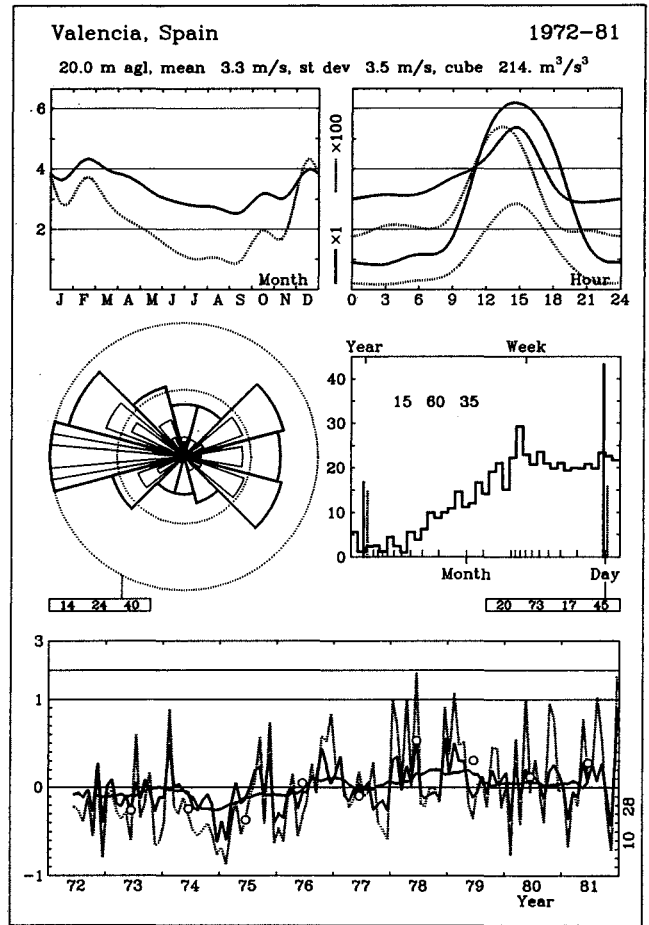 Valencia, Spain 1972-81
20.0 m agl, mean 3.3 m/s, st dev 3.5 m/s, cube 214. m³/s³
6
4
2
J F M A M J J A S O N D
Month
×1 ×100
0 3 6 9 12 15 18 21 24
Hour
Year Week
40
30
20
10
0
15 60 35
Month Day
14 24 40
20 73 17 45
3
1
0
-1
72 73 74 75 76 77 78 79 80 81
Year
10 28